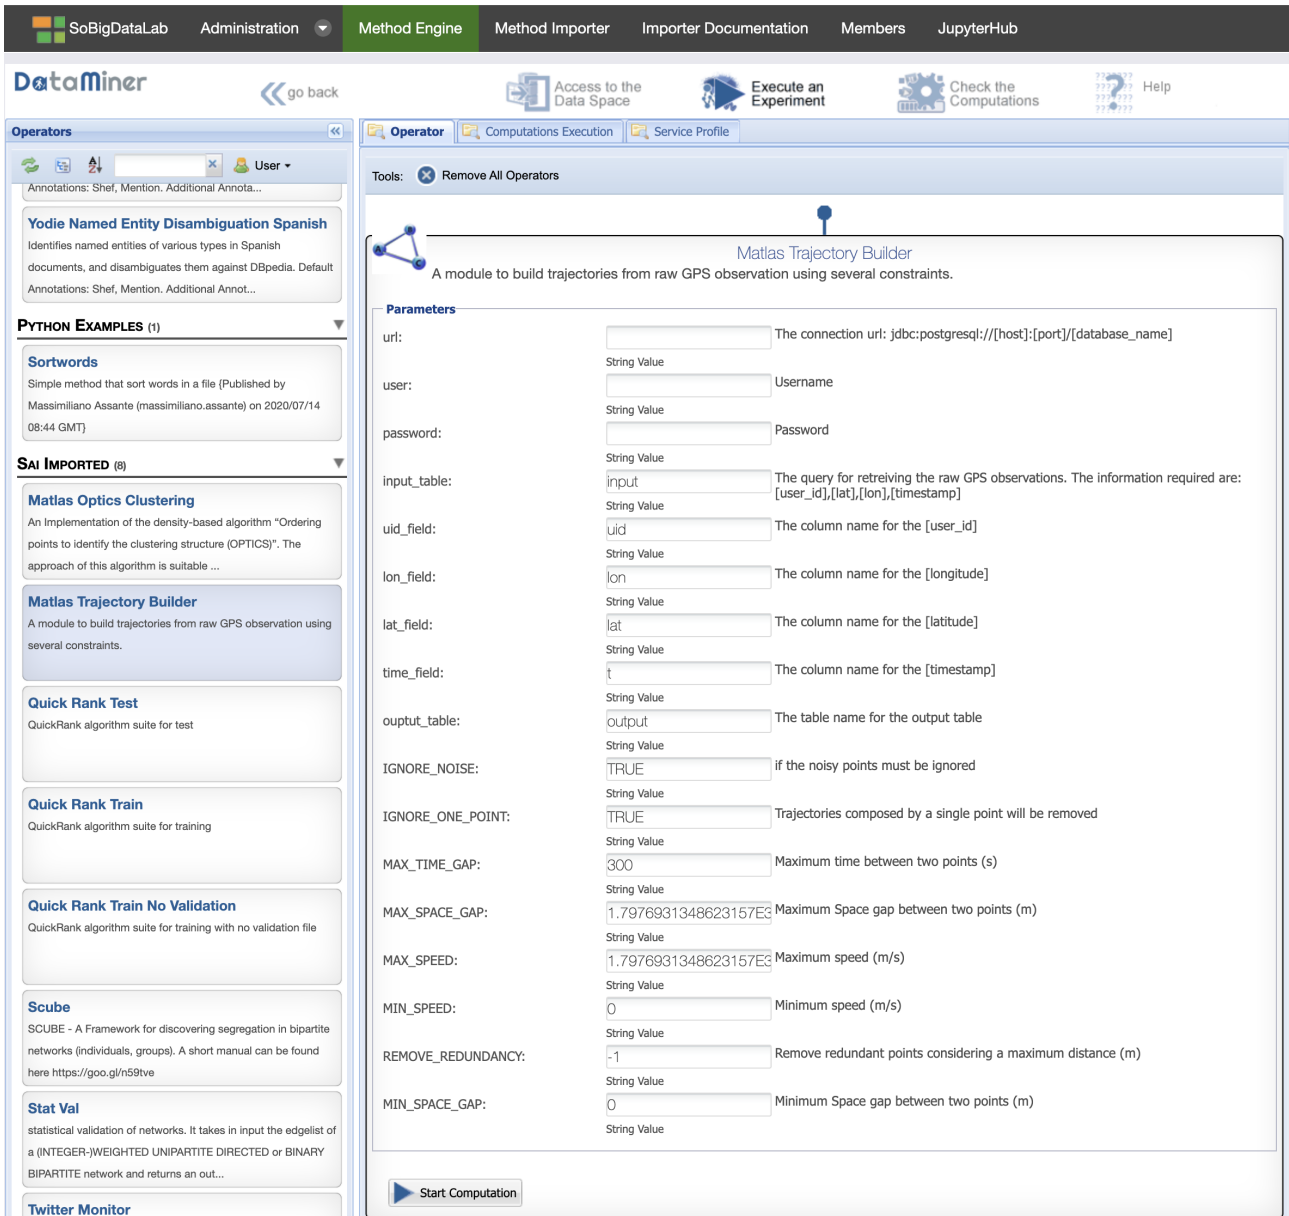 SoBigDataLab Administration Method Engine Method Importer Importer Documentation Members JupyterHub
DataMiner
go back
Access to the
Data Space
Execute an
Experiment
Check the
Computations
Help
Operators
User
Annotations: Shef, Mention. Additional Annota...
Yodie Named Entity Disambiguation Spanish
Identifies named entities of various types in Spanish
documents, and disambiguates them against DBpedia. Default
Annotations: Shef, Mention. Additional Annot...
PYTHON EXAMPLES (1)
Sortwords
Simple method that sort words in a file {Published by
Massimiliano Assante (massimiliano.assante) on 2020/07/14
08:44 GMT}
SAI IMPORTED (8)
Matlas Optics Clustering
An Implementation of the density-based algorithm “Ordering
points to identify the clustering structure (OPTICS)”. The
approach of this algorithm is suitable ...
Matlas Trajectory Builder
A module to build trajectories from raw GPS observation using
several constraints.
Quick Rank Test
QuickRank algorithm suite for test
Quick Rank Train
QuickRank algorithm suite for training
Quick Rank Train No Validation
QuickRank algorithm suite for training with no validation file
Scube
SCUBE - A Framework for discovering segregation in bipartite
networks (individuals, groups). A short manual can be found
here https://goo.gl/n59tve
Stat Val
statistical validation of networks. It takes in input the edgelist of
a (INTEGER-)WEIGHTED UNIPARTITE DIRECTED or BINARY
BIPARTITE network and returns an out...
Twitter Monitor
Operator Computations Execution Service Profile
Tools: Remove All Operators
Matlas Trajectory Builder
A module to build trajectories from raw GPS observation using several constraints.
Parameters
url: The connection url: jdbc:postgresql://[host]:[port]/[database_name]
String Value
user: Username
String Value
password: Password
String Value
input_table: input The query for retreiving the raw GPS observations. The information required are:
[user_id],[lat],[lon],[timestamp]
String Value
uid_field: uid The column name for the [user_id]
String Value
lon_field: lon The column name for the [longitude]
String Value
lat_field: lat The column name for the [latitude]
String Value
time_field: t The column name for the [timestamp]
String Value
ouptut_table: output The table name for the output table
String Value
IGNORE_NOISE: TRUE if the noisy points must be ignored
String Value
IGNORE_ONE_POINT: TRUE Trajectories composed by a single point will be removed
String Value
MAX_TIME_GAP: 300 Maximum time between two points (s)
String Value
MAX_SPACE_GAP: 1.7976931348623157E3 Maximum Space gap between two points (m)
String Value
MAX_SPEED: 1.7976931348623157E3 Maximum speed (m/s)
String Value
MIN_SPEED: 0 Minimum speed (m/s)
String Value
REMOVE_REDUNDANCY: -1 Remove redundant points considering a maximum distance (m)
String Value
MIN_SPACE_GAP: 0 Minimum Space gap between two points (m)
String Value
Start Computation